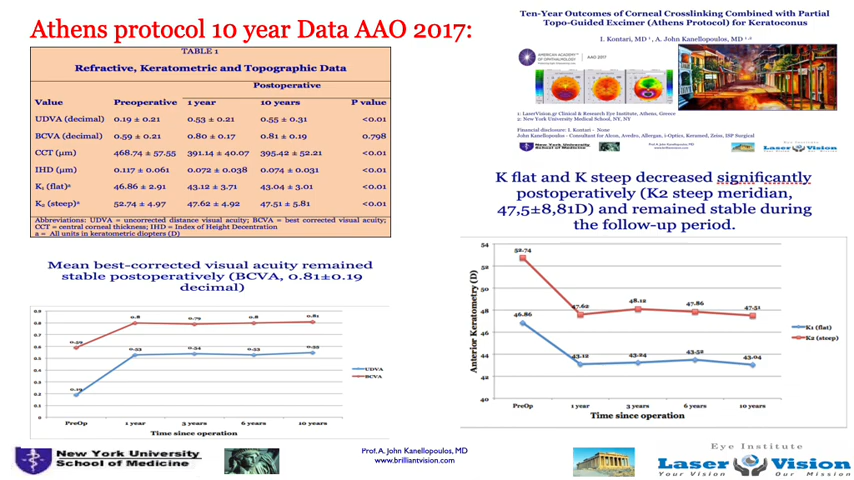 Athens protocol 10 year Data AAO 2017:
TABLE 1
Refractive, Keratometric and Topographic Data
Postoperative
Value Preoperative 1 year 10 years P value
UDVA (decimal) 0.19 ± 0.21 0.53 ± 0.21 0.55 ± 0.31 <0.01
BCVA (decimal) 0.59 ± 0.21 0.80 ± 0.17 0.81 ± 0.19 0.798
CCT (µm) 468.74 ± 57.55 391.14 ± 40.07 395.42 ± 52.21 <0.01
IHD (µm) 0.117 ± 0.061 0.072 ± 0.038 0.074 ± 0.031 <0.01
K₁ (flat)ª 46.86 ± 2.91 43.12 ± 3.71 43.04 ± 3.01 <0.01
K₂ (steep)ª 52.74 ± 4.97 47.62 ± 4.92 47.51 ± 5.81 <0.01
Abbreviations: UDVA = uncorrected distance visual acuity; BCVA = best corrected visual acuity;
CCT = central corneal thickness; IHD = Index of Height Decentration
a = All units in keratometric diopters (D)
Mean best-corrected visual acuity remained
stable postoperatively (BCVA, 0.81±0.19
decimal)
0.9
0.8
0.7
0.6
0.5
0.4
0.3
0.2
0.1
0
0.59 0.8 0.79 0.8 0.81
0.19 0.53 0.54 0.53 0.55
UDVA
BCVA
PreOp 1 year 3 years 6 years 10 years
Time since operation
Ten-Year Outcomes of Corneal Crosslinking Combined with Partial
Topo-Guided Excimer (Athens Protocol) for Keratoconus
I. Kontari, MD ¹ , A. John Kanellopoulos, MD ¹,²
AMERICAN ACADEMY
OF OPHTHALMOLOGY
AAO 2017
1: LaserVision.gr Clinical & Research Eye Institute, Athens, Greece
2: New York University Medical School, NY, NY
Financial disclosure: I. Kontari - None
John Kanellopoulos - Consultant for Alcon, Avedro, Allergan, i-Optics, Keramed, Zeiss, ISP Surgical
New York University
School of Medicine
Prof. A. John Kanellopoulos, MD
www.brilliantvision.com
Eye Institute
Laser Vision
K flat and K steep decreased significantly
postoperatively (K2 steep meridian,
47,5±8,81D) and remained stable during
the follow-up period.
Anterior Keratometry (D)
54
52
50
48
46
44
42
40
52.74 47.62 48.12 47.86 47.51
46.86 43.12 43.24 43.52 43.04
K1 (flat)
K2 (steep)
PreOp 1 year 3 years 6 years 10 years
Time since operation
New York University
School of Medicine
Prof. A. John Kanellopoulos, MD
www.brilliantvision.com
Eye Institute
Laser Vision
Your Vision Our Mission